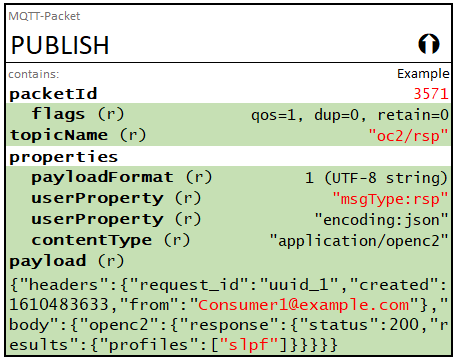 MQTT-Packet
PUBLISH
contains: Example
packetId 3571
flags (r) qos=1, dup=0, retain=0
topicName (r) "oc2/rsp"
properties
payloadFormat (r) 1 (UTF-8 string)
userProperty (r) "msgType:rsp"
userProperty (r) "encoding:json"
contentType (r) "application/openc2"
payload (r)
{"headers":{"request_id":"uuid_1","created":
1610483633,"from":"Consumer1@example.com"},"
body":{"openc2":{"response":{"status":200,"r
esults":{"profiles":["slpf"]}}}}}